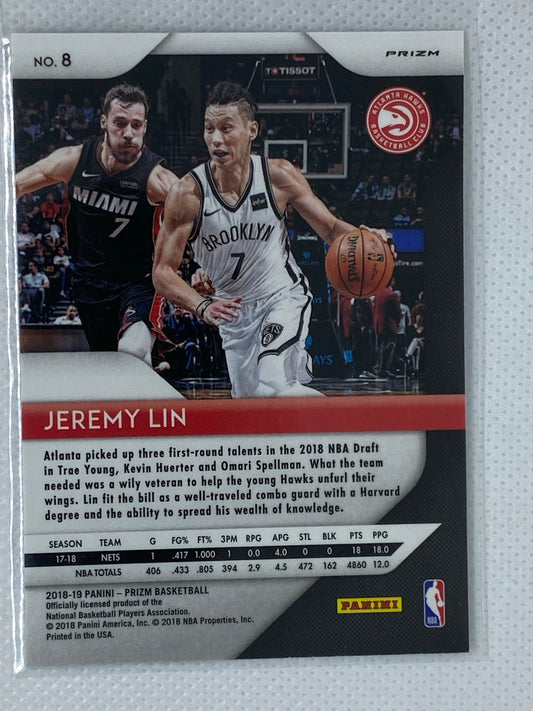 NO. 8
PRIZM
TISSOT
ATLANTA HAWKS
BASKETBALL CLUB
MIAMI
7
infor
BROOKLYN
7
SPALDING
NETS
JEREMY LIN
Atlanta picked up three first-round talents in the 2018 NBA Draft
in Trae Young, Kevin Huerter and Omari Spellman. What the team
needed was a wily veteran to help the young Hawks unfurl their
wings. Lin fit the bill as a well-traveled combo guard with a Harvard
degree and the ability to spread his wealth of knowledge.
SEASON TEAM G FG% FT% 3PM RPG APG STL BLK PTS PPG
17-18 NETS 1 .417 1.000 1 0.0 4.0 0 0 18 18.0
NBA TOTALS 406 .433 .805 394 2.9 4.5 472 162 4860 12.0
2018-19 PANINI – PRIZM BASKETBALL
Officially licensed product of the
National Basketball Players Association.
© 2018 Panini America, Inc. © 2018 NBA Properties, Inc.
Printed in the USA.
PANINI
NBA